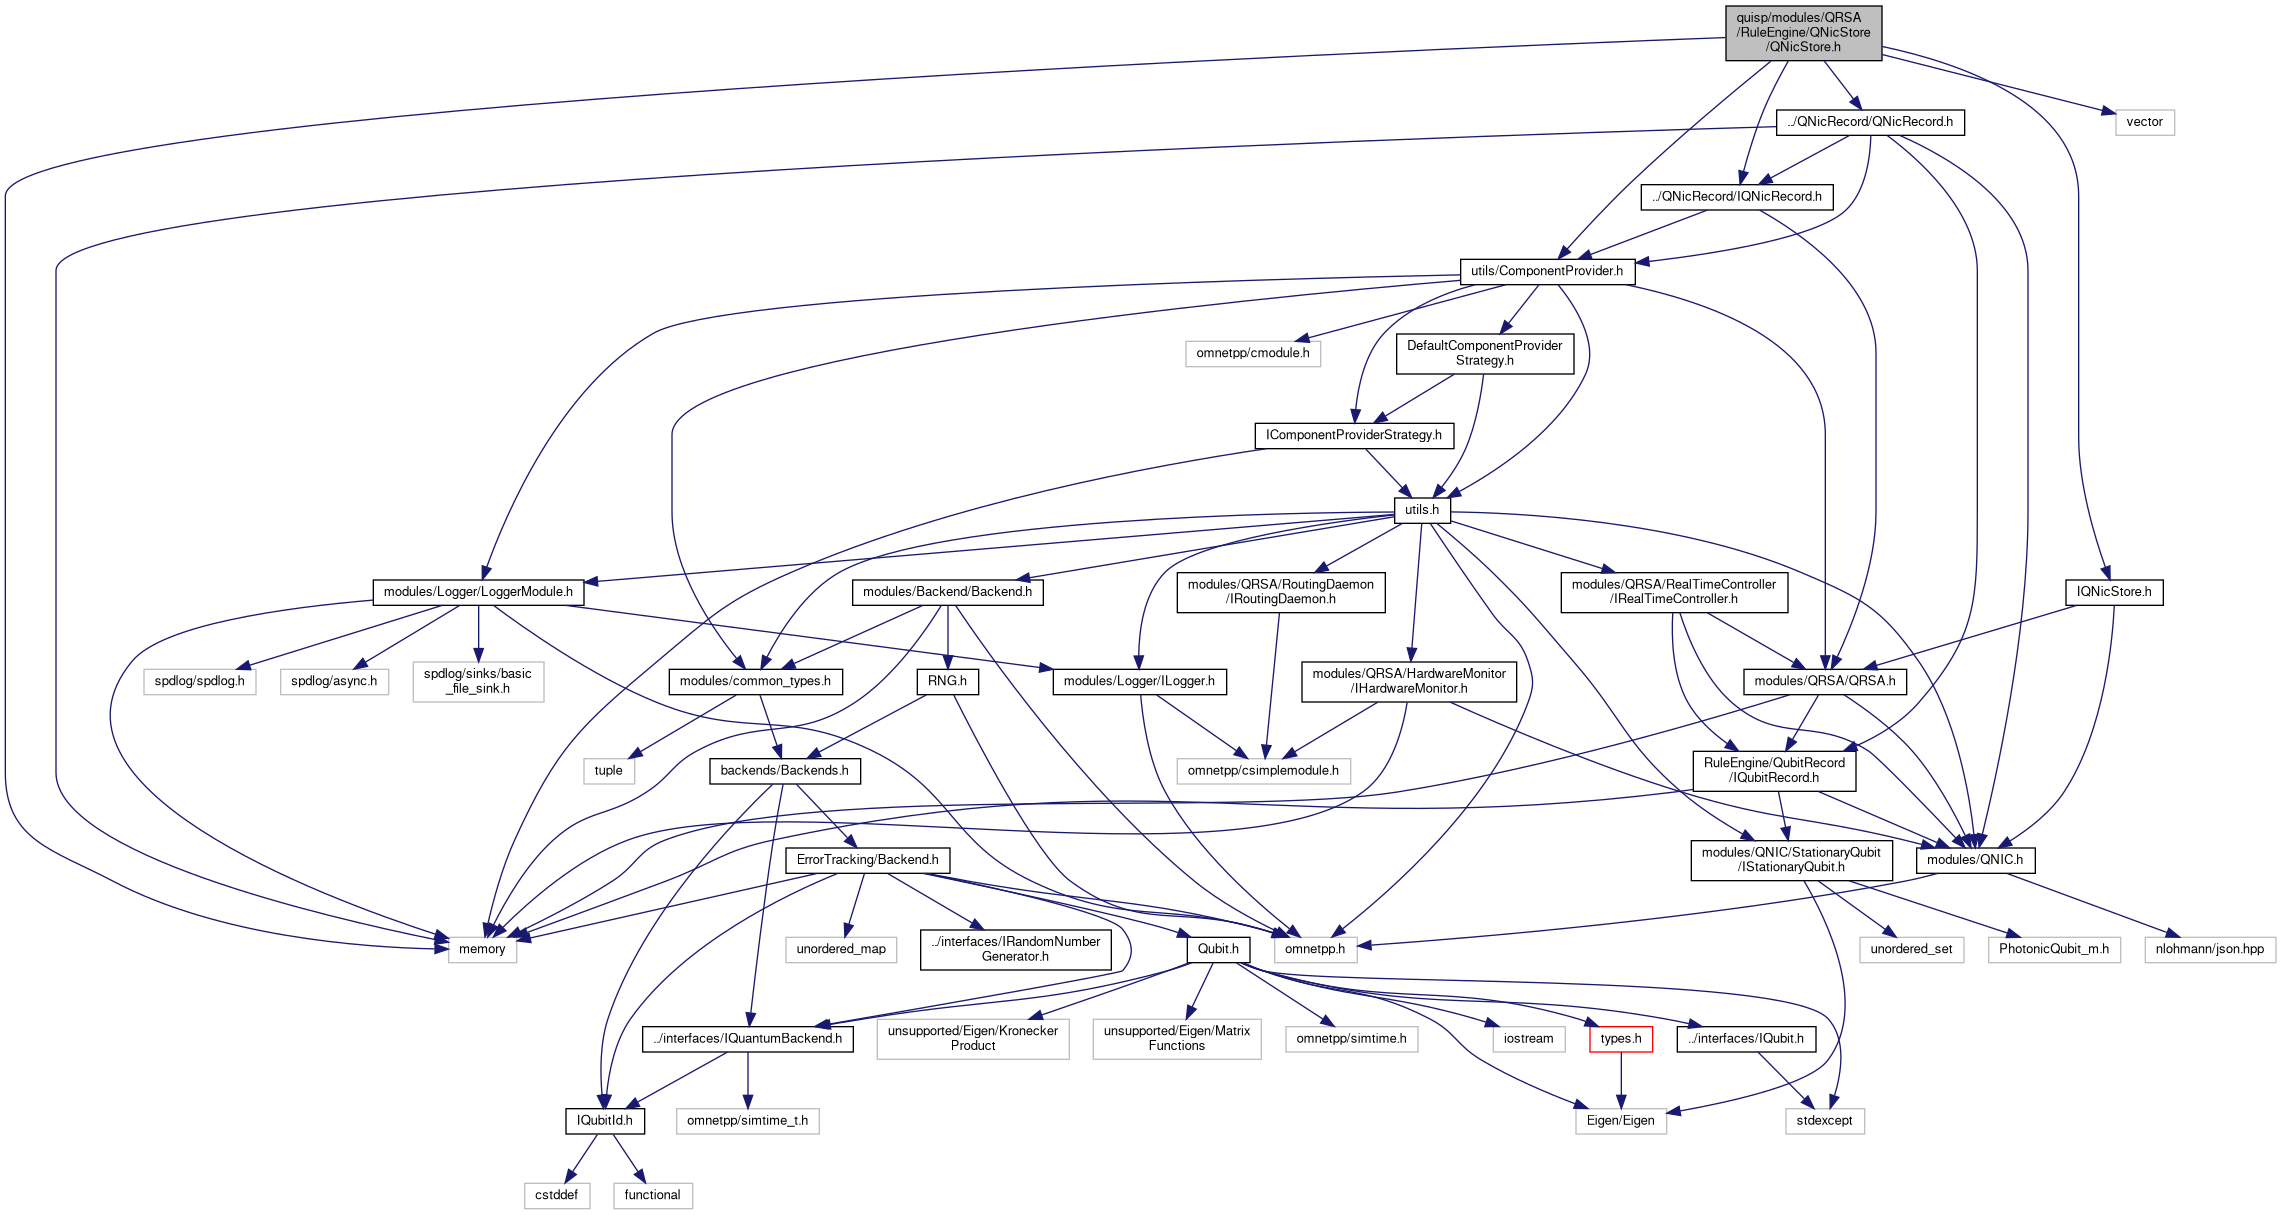 quisp/modules/QRSA
/RuleEngine/QNicStore
/QNicStore.h
../QNicRecord/QNicRecord.h
vector
../QNicRecord/IQNicRecord.h
utils/ComponentProvider.h
omnetpp/cmodule.h
DefaultComponentProvider
Strategy.h
IComponentProviderStrategy.h
utils.h
modules/Logger/LoggerModule.h
modules/Backend/Backend.h
modules/QRSA/RoutingDaemon
/IRoutingDaemon.h
modules/QRSA/RealTimeController
/IRealTimeController.h
IQNicStore.h
spdlog/spdlog.h
spdlog/async.h
spdlog/sinks/basic
_file_sink.h
modules/common_types.h
RNG.h
modules/Logger/ILogger.h
modules/QRSA/HardwareMonitor
/IHardwareMonitor.h
modules/QRSA/QRSA.h
tuple
backends/Backends.h
omnetpp/csimplemodule.h
RuleEngine/QubitRecord
/IQubitRecord.h
ErrorTracking/Backend.h
modules/QNIC/StationaryQubit
/IStationaryQubit.h
modules/QNIC.h
memory
unordered_map
../interfaces/IRandomNumber
Generator.h
Qubit.h
omnetpp.h
unordered_set
PhotonicQubit_m.h
nlohmann/json.hpp
../interfaces/IQuantumBackend.h
unsupported/Eigen/Kronecker
Product
unsupported/Eigen/Matrix
Functions
omnetpp/simtime.h
iostream
types.h
../interfaces/IQubit.h
IQubitId.h
omnetpp/simtime_t.h
Eigen/Eigen
stdexcept
cstddef
functional